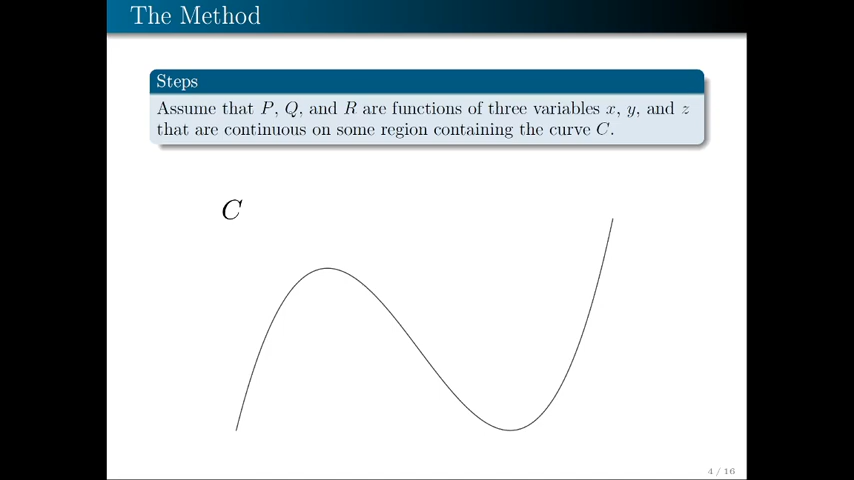 The Method
Steps
Assume that P, Q, and R are functions of three variables x, y, and z
that are continuous on some region containing the curve C.
C
4 / 16